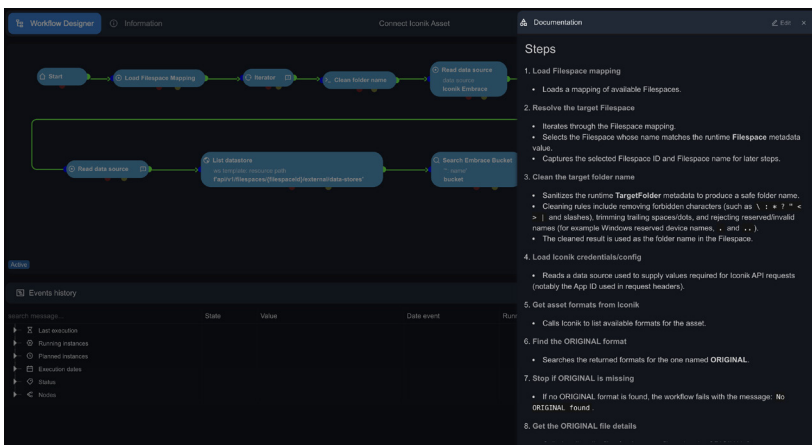 Workflow Designer
Information
Connect Iconik Asset
Documentation
Edit
×
Start
Load Filespace Mapping
Iterator
Clean folder name
Read data source
data source
Iconik Embrace
Read data source
List datastores
Search Embrace Bucket
bucket
Active
Events history
search message...
State
Value
Date event
Last execution
Running instances
Planned instances
Execution dates
Status
Nodes
Steps
1. Load Filespace mapping
• Loads a mapping of available Filespaces.
2. Resolve the target Filespace
• Iterates through the Filespace mapping.
• Selects the Filespace whose name matches the runtime Filespace metadata
value.
• Captures the selected Filespace ID and Filespace name for later steps.
3. Clean the target folder name
• Sanitizes the runtime TargetFolder metadata to produce a safe folder name.
• Cleaning rules include removing forbidden characters (such as \ : * ? " <
> | and slashes), trimming trailing spaces/dots, and rejecting reserved/invalid
names (for example Windows reserved device names, . and .. ).
• The cleaned result is used as the folder name in the Filespace.
4. Load Iconik credentials/config
• Reads a data source used to supply values required for Iconik API requests
(notably the App ID used in request headers).
5. Get asset formats from Iconik
• Calls Iconik to list available formats for the asset.
6. Find the ORIGINAL format
• Searches the returned formats for the one named ORIGINAL.
7. Stop if ORIGINAL is missing
• If no ORIGINAL format is found, the workflow fails with the message: No
ORIGINAL found .
8. Get the ORIGINAL file details